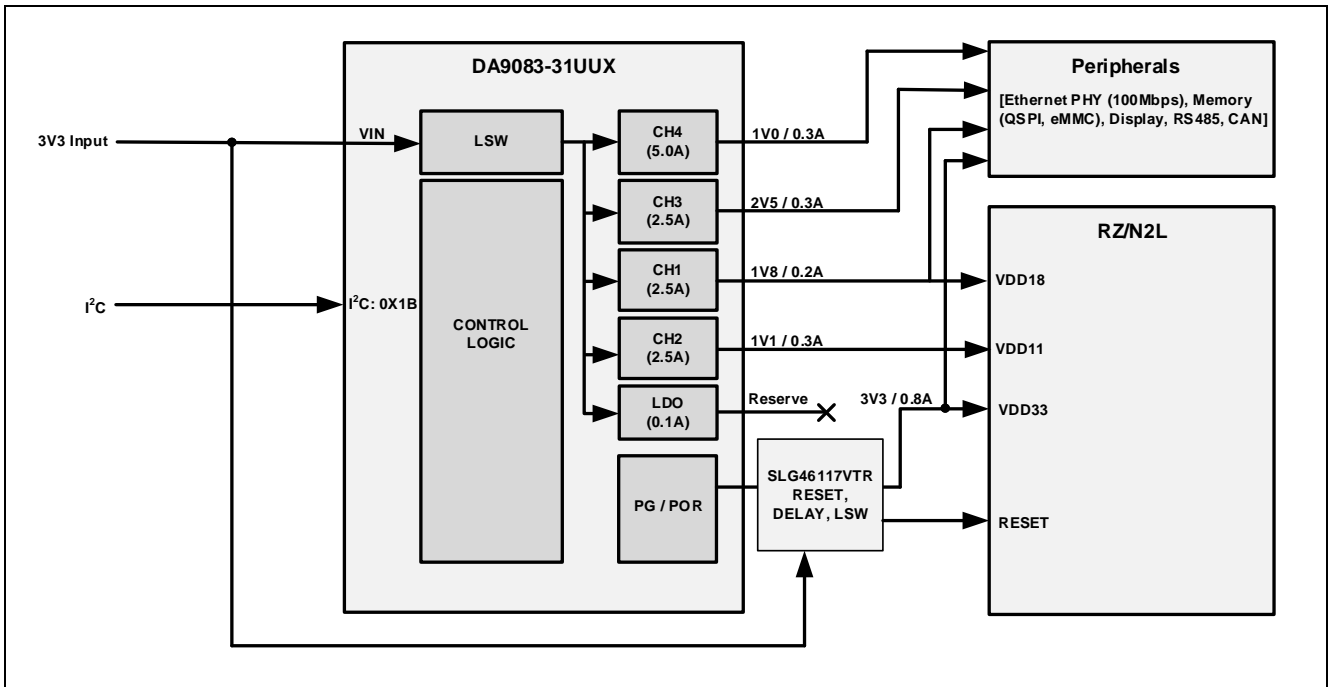 DA9083-31UUX
Peripherals
[Ethernet PHY (100Mbps), Memory
(QSPI, eMMC), Display, RS485, CAN]
3V3 Input
VIN
LSW
CH4
(5.0A)
1V0 / 0.3A
CH3
(2.5A)
2V5 / 0.3A
RZ/N2L
CH1
(2.5A)
1V8 / 0.2A
VDD18
I²C
I²C: 0X1B
CONTROL
LOGIC
CH2
(2.5A)
1V1 / 0.3A
VDD11
LDO
(0.1A)
Reserve
3V3 / 0.8A
VDD33
PG / POR
SLG46117VTR
RESET,
DELAY, LSW
RESET